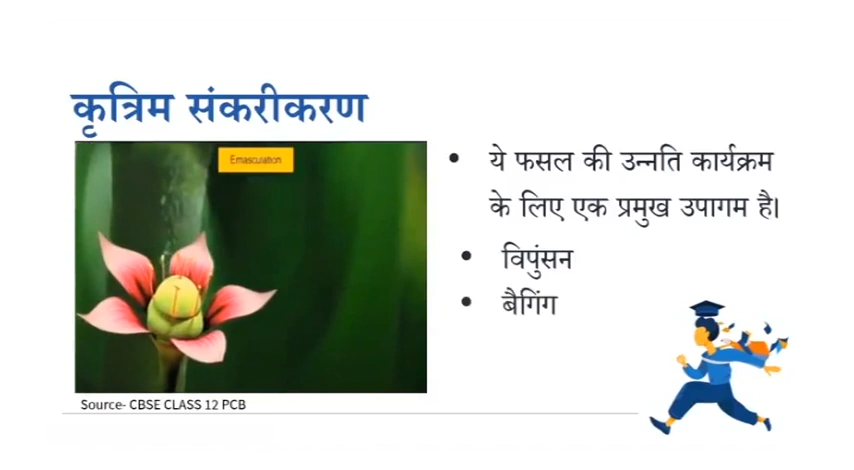 कृत्रिम संकरीकरण
Emasculation
• ये फसल की उन्नति कार्यक्रम
के लिए एक प्रमुख उपागम है।
• विपुंसन
• बैगिंग
Source- CBSE CLASS 12 PCB